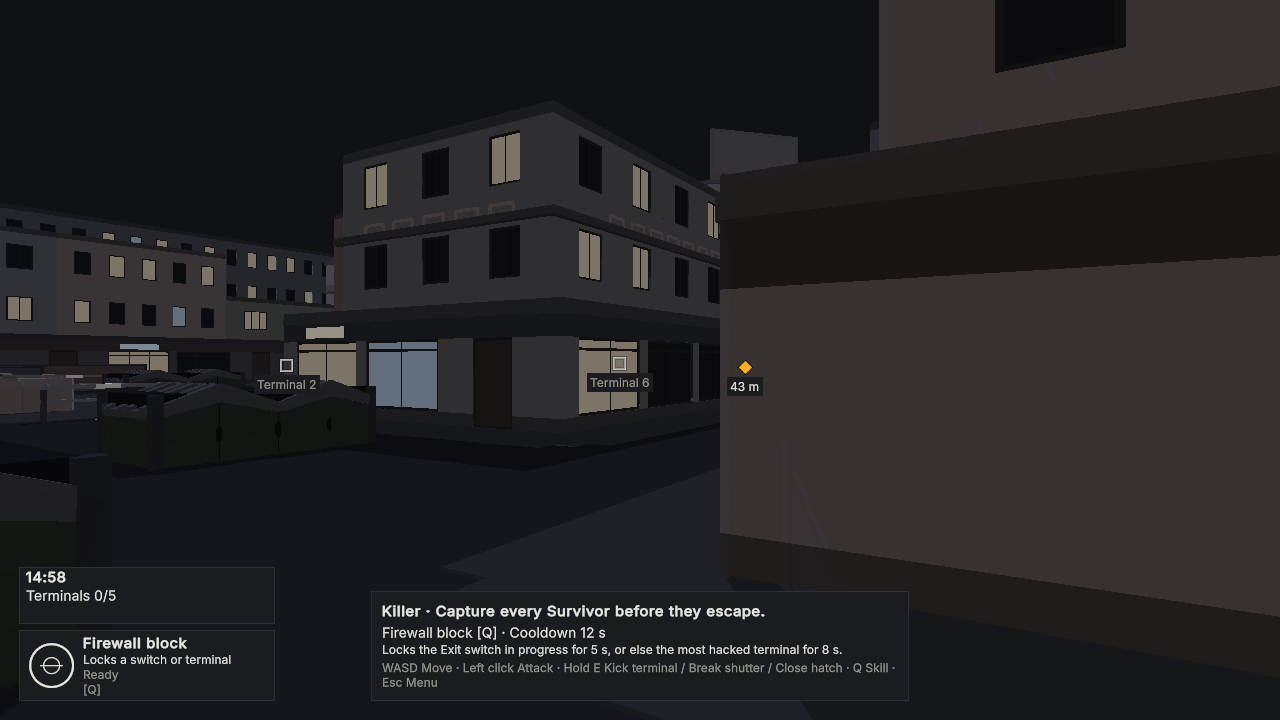 Terminal 2
Terminal 6
43 m
14:58
Terminals 0/5
Firewall block
Locks a switch or terminal
Ready
[Q]
Killer · Capture every Survivor before they escape.
Firewall block [Q] · Cooldown 12 s
Locks the Exit switch in progress for 5 s, or else the most hacked terminal for 8 s.
WASD Move · Left click Attack · Hold E Kick terminal / Break shutter / Close hatch · Q Skill ·
Esc Menu